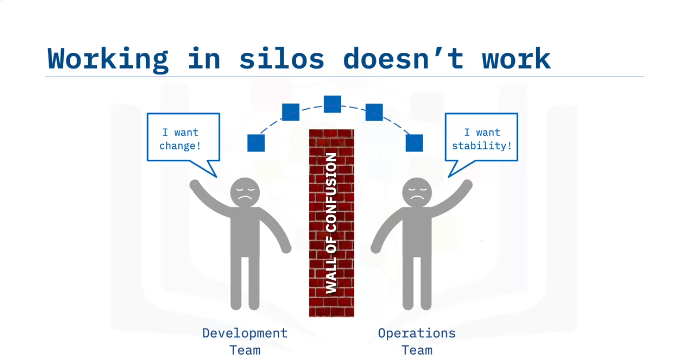 Working in silos doesn’t work
I want
change!
I want
stability!
WALL OF CONFUSION
Development
Team
Operations
Team